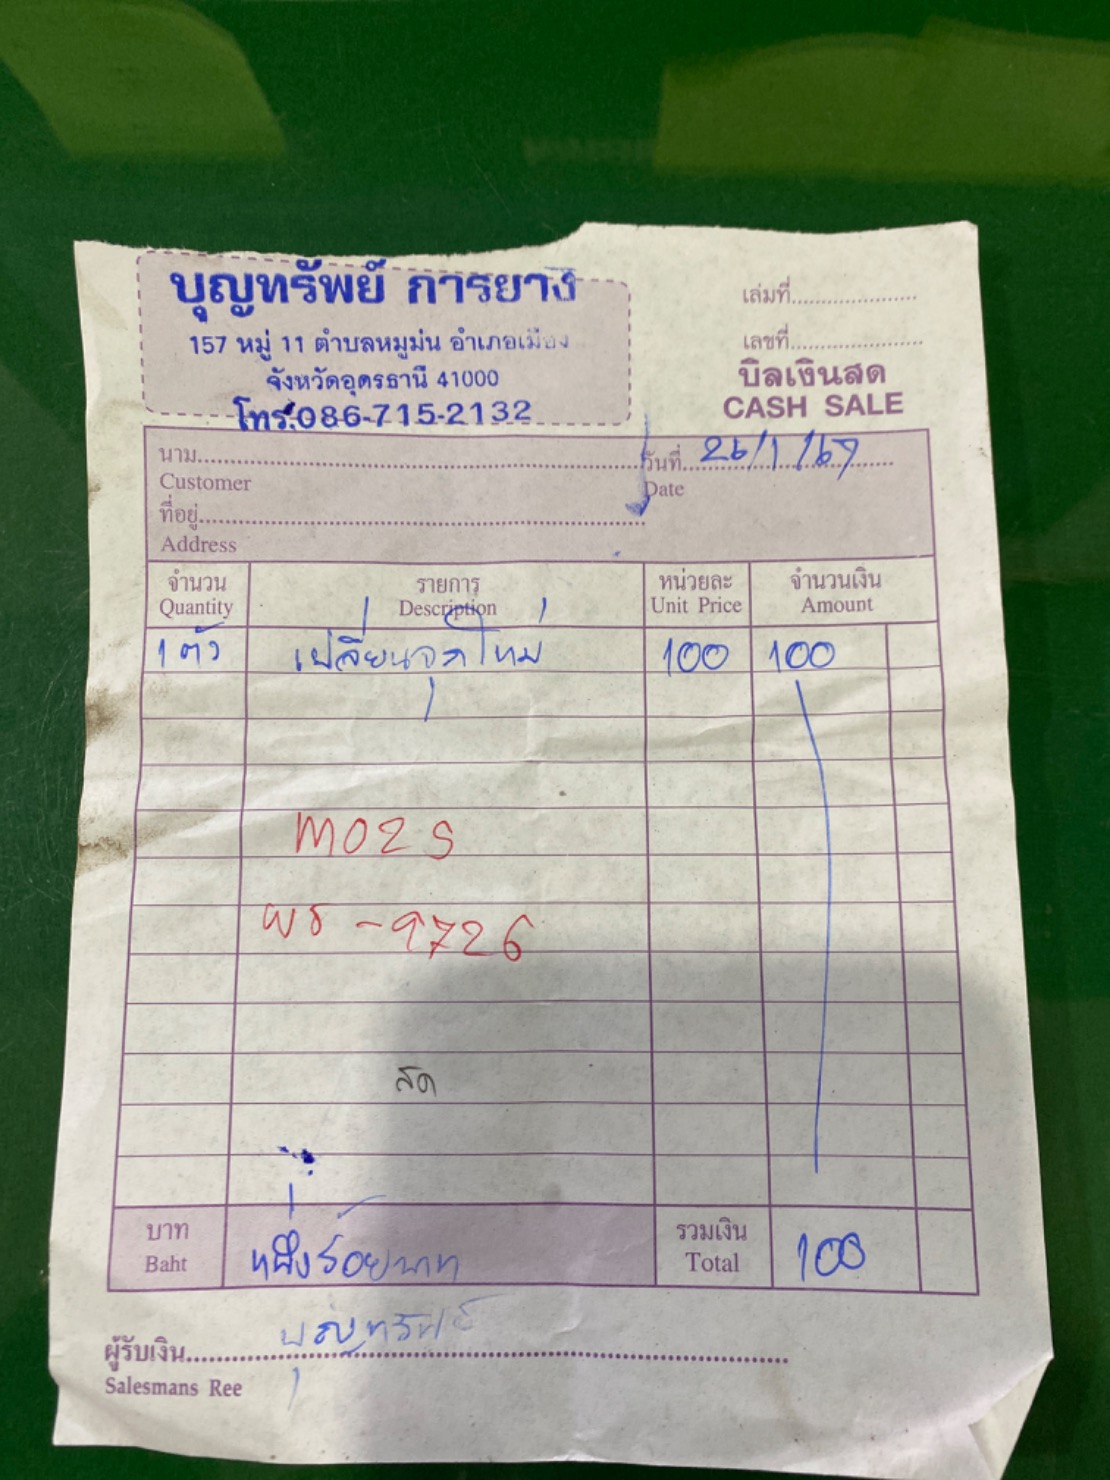 บุญทรัพย์ การยาง
157 หมู่ 11 ตำบลหมูม่น อำเภอเมือง
จังหวัดอุดรธานี 41000
โทร.086-715-2132
เล่มที่
เลขที่
บิลเงินสด
CASH SALE
นาม
Customer
วันที่ 26/1/67
Date
ที่อยู่
Address
จำนวน รายการ หน่วยละ จำนวนเงิน
Quantity Description Unit Price Amount
1 ตัว เปลี่ยนจุกใหม่ 100 100
M02S
ผร -9726
สด
บาท หนึ่งร้อยบาท รวมเงิน 100
Baht Total
ผู้รับเงิน บุญทรัพย์
Salesmans Ree